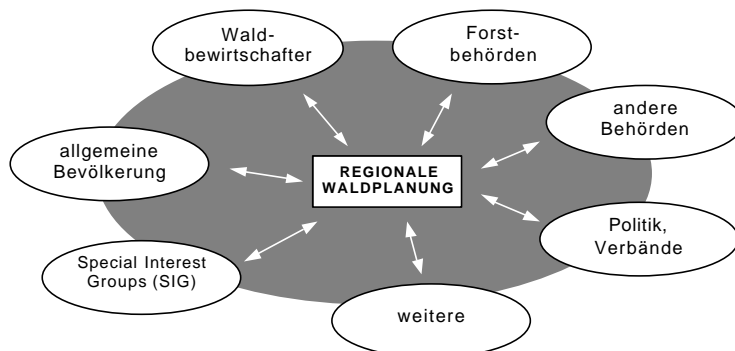 Wald-
bewirtschafter
Forst-
behörden
andere
Behörden
allgemeine
Bevölkerung
REGIONALE
WALDPLANUNG
Politik,
Verbände
Special Interest
Groups (SIG)
weitere